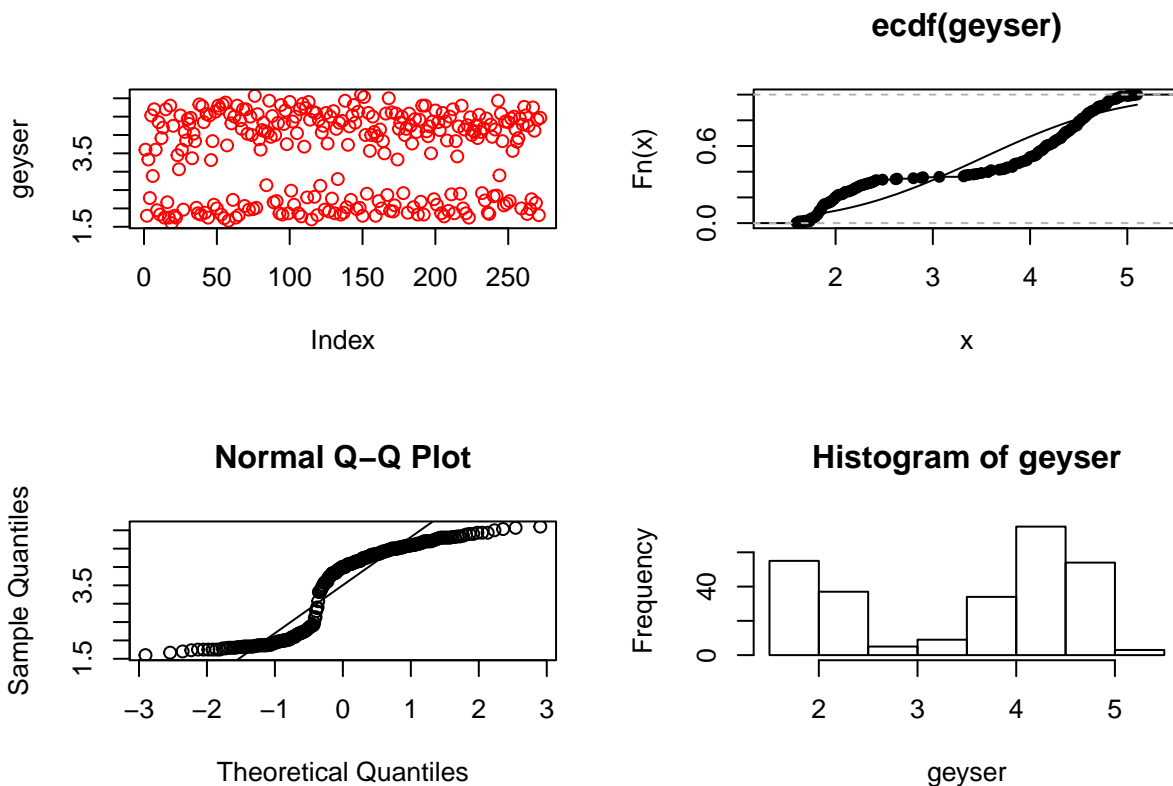 geyser
1.5 3.5
0 50 100 150 200 250
Index
ecdf(geyser)
Fn(x)
0.0 0.6
2 3 4 5
x
Normal Q−Q Plot
Sample Quantiles
1.5 3.5
−3 −2 −1 0 1 2 3
Theoretical Quantiles
Histogram of geyser
Frequency
0 40
2 3 4 5
geyser